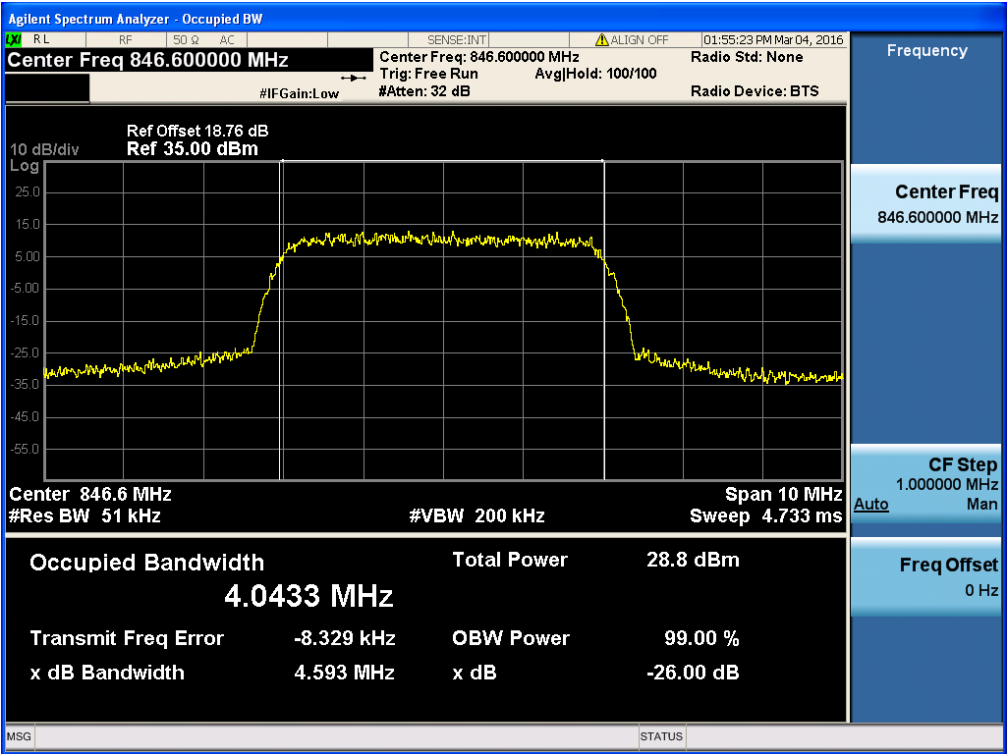 Agilent Spectrum Analyzer - Occupied BW
LXI RL RF 50 Ω AC SENSE:INT ALIGN OFF 01:55:23 PM Mar 04, 2016
Center Freq 846.600000 MHz
Center Freq: 846.600000 MHz Radio Std: None
Trig: Free Run Avg|Hold: 100/100
#IFGain:Low #Atten: 32 dB Radio Device: BTS
Ref Offset 18.76 dB
10 dB/div Ref 35.00 dBm
Log
25.0
15.0
5.00
-5.00
-15.0
-25.0
-35.0
-45.0
-55.0
Center 846.6 MHz Span 10 MHz
#Res BW 51 kHz #VBW 200 kHz Sweep 4.733 ms
Occupied Bandwidth Total Power 28.8 dBm
4.0433 MHz
Transmit Freq Error -8.329 kHz OBW Power 99.00 %
x dB Bandwidth 4.593 MHz x dB -26.00 dB
MSG STATUS
Frequency
Center Freq
846.600000 MHz
CF Step
1.000000 MHz
Auto Man
Freq Offset
0 Hz